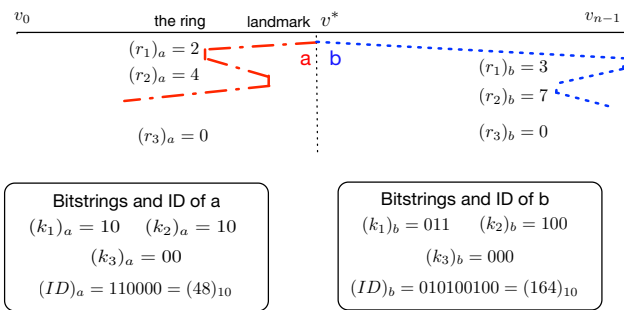 v_0 the ring landmark v^* v_{n-1}
(r_1)_a = 2
a b
(r_1)_b = 3
(r_2)_a = 4
(r_2)_b = 7
(r_3)_a = 0 (r_3)_b = 0
Bitstrings and ID of a
(k_1)_a = 10 (k_2)_a = 10
(k_3)_a = 00
(ID)_a = 110000 = (48)_{10}
Bitstrings and ID of b
(k_1)_b = 011 (k_2)_b = 100
(k_3)_b = 000
(ID)_b = 010100100 = (164)_{10}